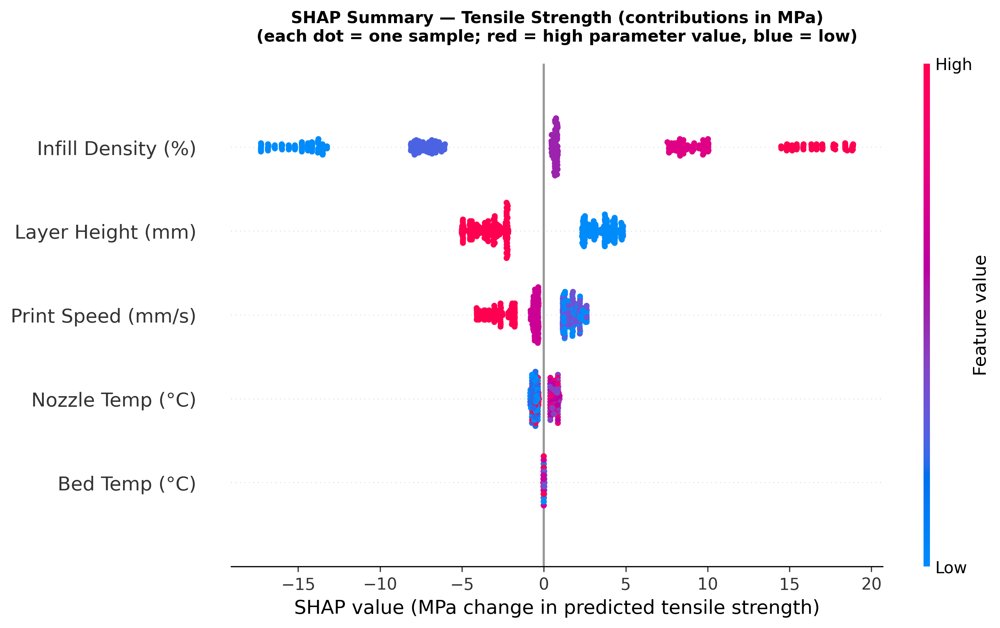 SHAP Summary — Tensile Strength (contributions in MPa)
(each dot = one sample; red = high parameter value, blue = low)
High
Infill Density (%)
Layer Height (mm)
Print Speed (mm/s)
Nozzle Temp (°C)
Bed Temp (°C)
Feature value
Low
−15 −10 −5 0 5 10 15 20
SHAP value (MPa change in predicted tensile strength)